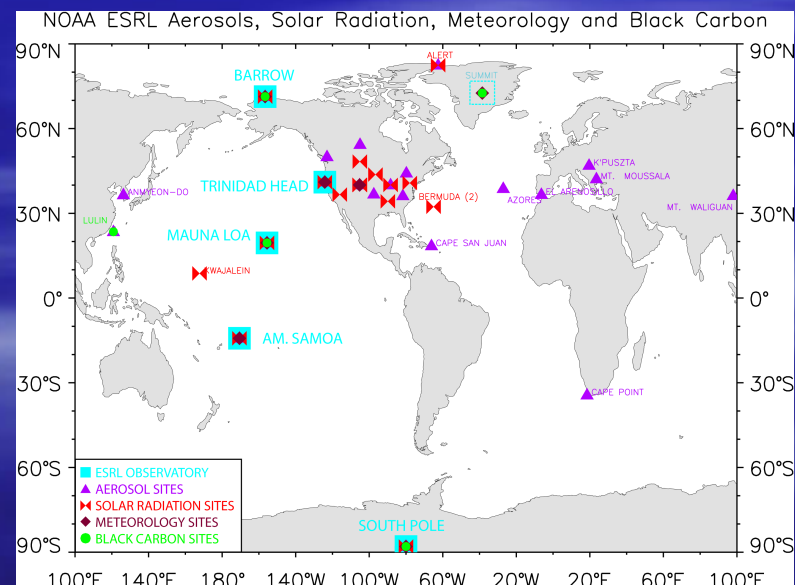 NOAA ESRL Aerosols, Solar Radiation, Meteorology and Black Carbon
90°N
90°N
ALERT
BARROW
SUMMIT
60°N
60°N
K'PUSZTA
MT. MOUSSALA
TRINIDAD HEAD
ANMYEON-DO
BERMUDA (2)
AZORES
EL ARENOSILLO
MT. WALIGUAN
30°N
30°N
LULIN
MAUNA LOA
CAPE SAN JUAN
KWAJALEIN
0°
0°
AM. SAMOA
30°S
30°S
CAPE POINT
60°S
60°S
ESRL OBSERVATORY
AEROSOL SITES
SOLAR RADIATION SITES
METEOROLOGY SITES
BLACK CARBON SITES
SOUTH POLE
90°S
90°S
100°E 140°E 180° 140°W 100°W 60°W 20°W 20°E 60°E 100°E